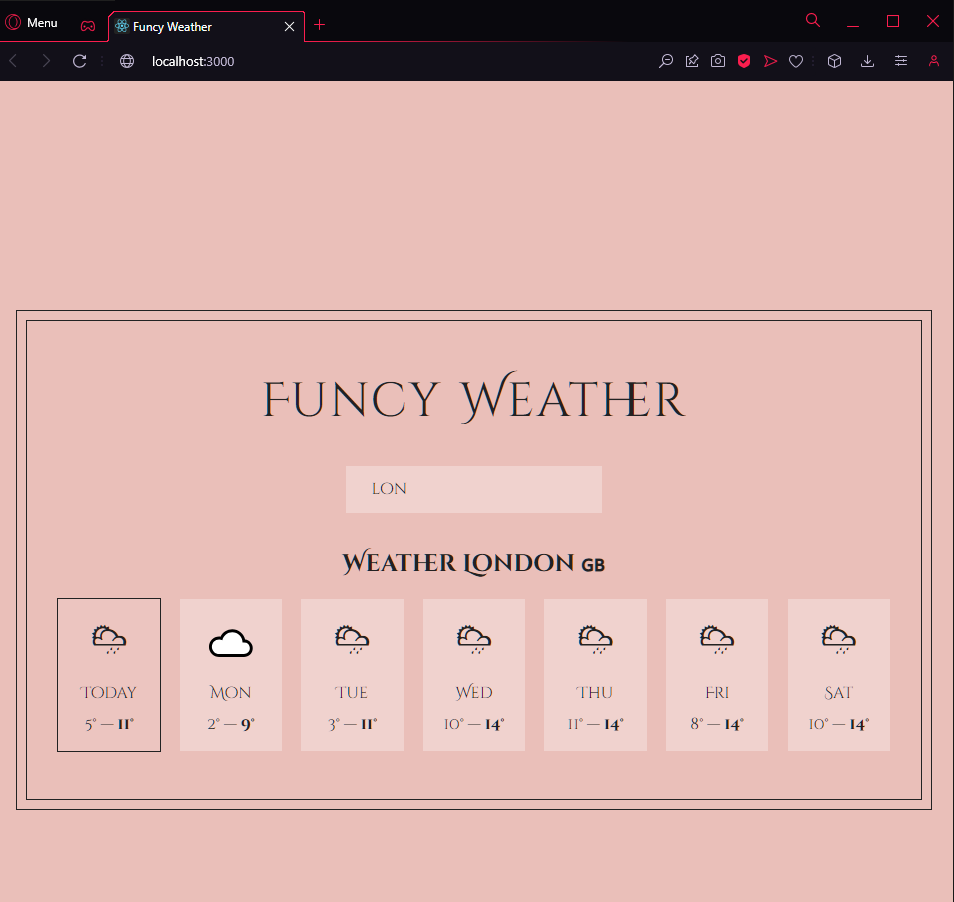 Menu
Funcy Weather
localhost:3000
Funcy Weather
LON
Weather London GB
Today Mon Tue Wed Thu Fri Sat
5° — 11° 2° — 9° 3° — 11° 10° — 14° 11° — 14° 8° — 14° 10° — 14°